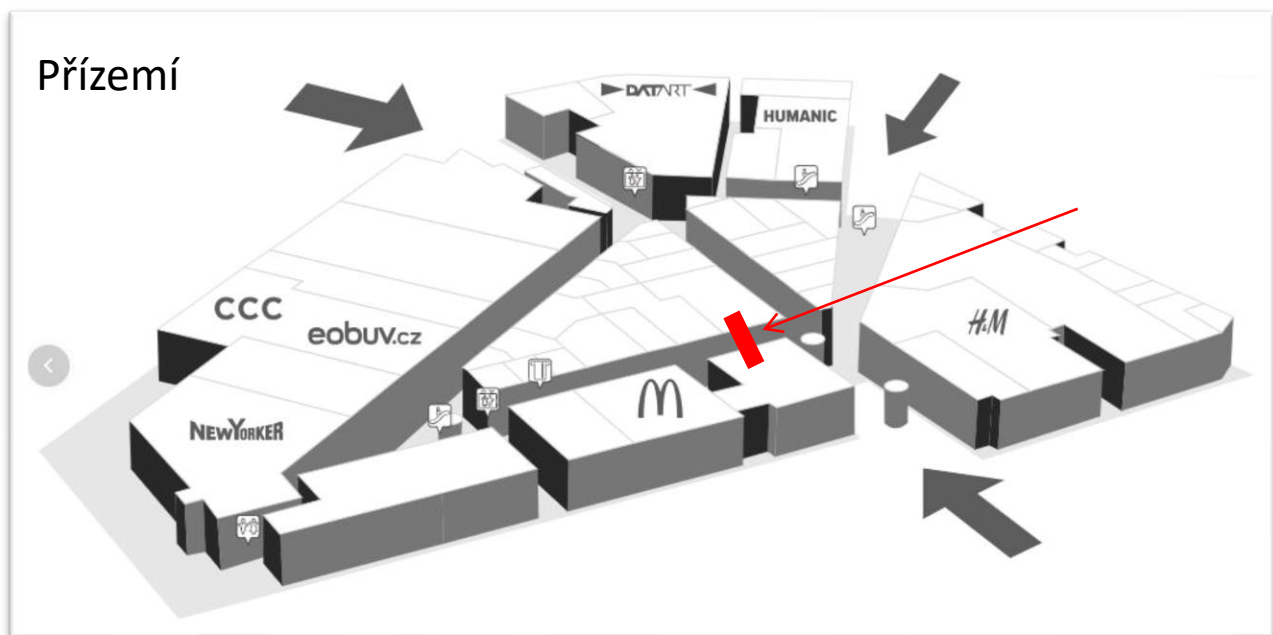 Přízemí
DATART
HUMANIC
CCC
eobuv.cz
H&M
M
NEWYORKER